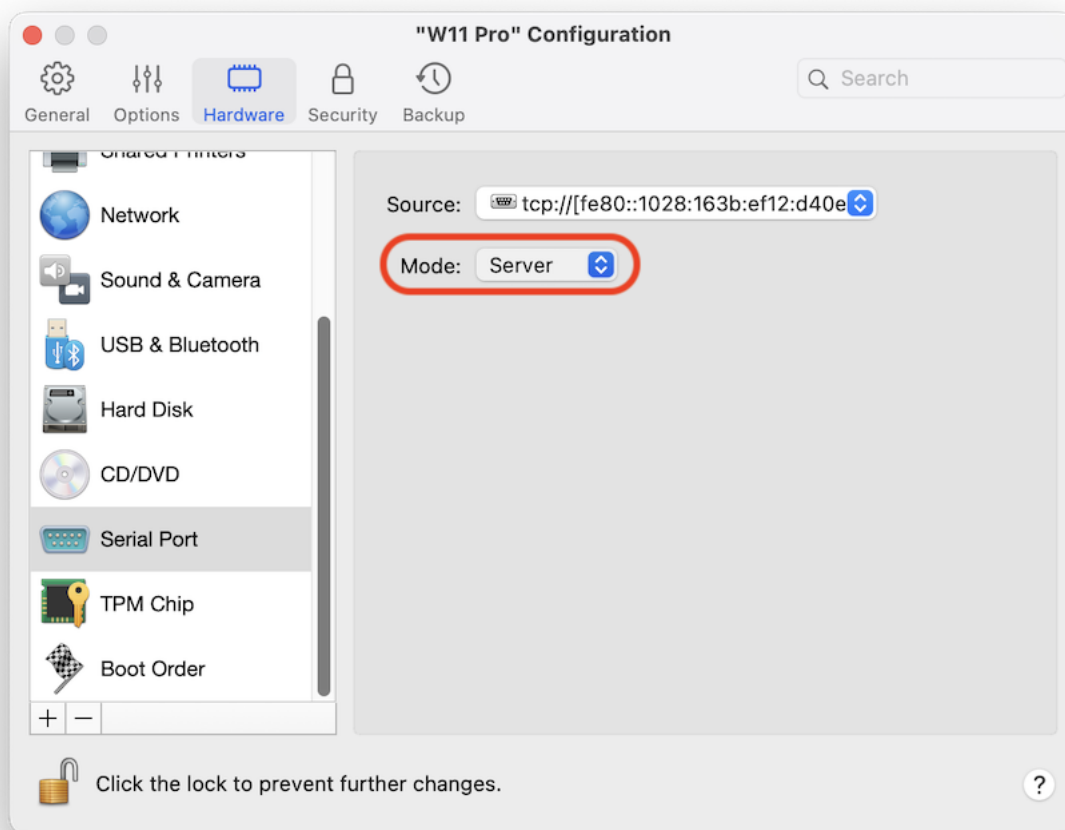 "W11 Pro" Configuration
General Options Hardware Security Backup
Search
Shared Printers
Network
Sound & Camera
USB & Bluetooth
Hard Disk
CD/DVD
Serial Port
TPM Chip
Boot Order
+ −
Source: tcp://[fe80::1028:163b:ef12:d40e
Mode: Server
Click the lock to prevent further changes.
?